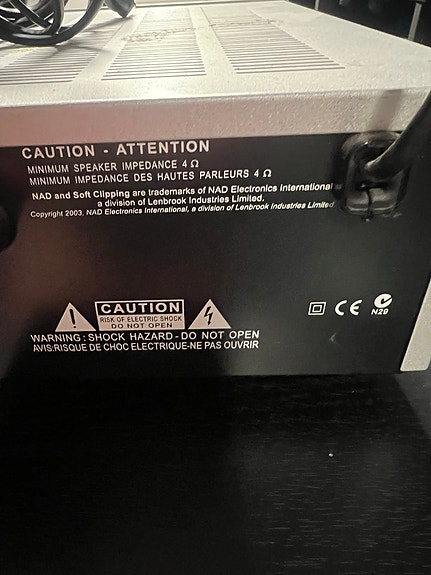 CAUTION - ATTENTION
MINIMUM SPEAKER IMPEDANCE 4 Ω
MINIMUM IMPEDANCE DES HAUTES PARLEURS 4 Ω
NAD and Soft Clipping are trademarks of NAD Electronics International
a division of Lenbrook Industries Limited.
Copyright 2003, NAD Electronics International, a division of Lenbrook Industries Limited
CAUTION
RISK OF ELECTRIC SHOCK
DO NOT OPEN
WARNING : SHOCK HAZARD - DO NOT OPEN
AVIS:RISQUE DE CHOC ELECTRIQUE-NE PAS OUVRIR
CE
N29